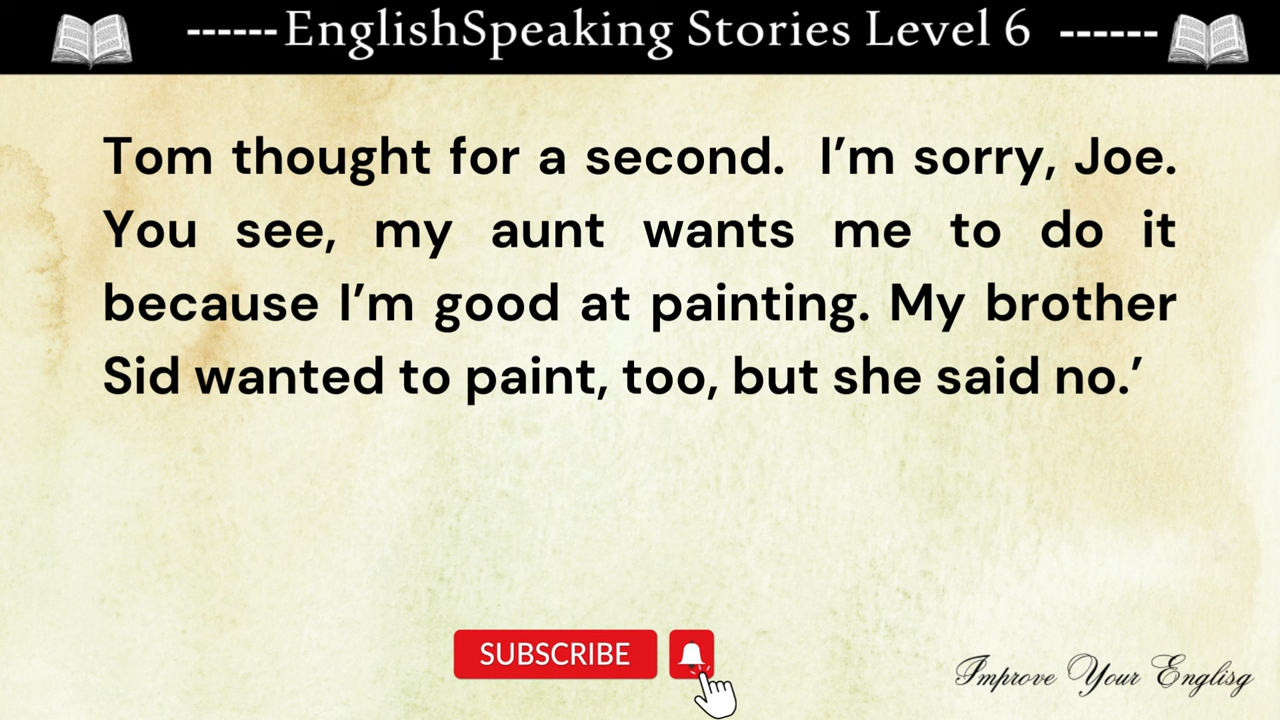 ------EnglishSpeaking Stories Level 6 ------
Tom thought for a second.  I’m sorry, Joe.
You see, my aunt wants me to do it
because I’m good at painting. My brother
Sid wanted to paint, too, but she said no.’
SUBSCRIBE
Improve Your Englisg